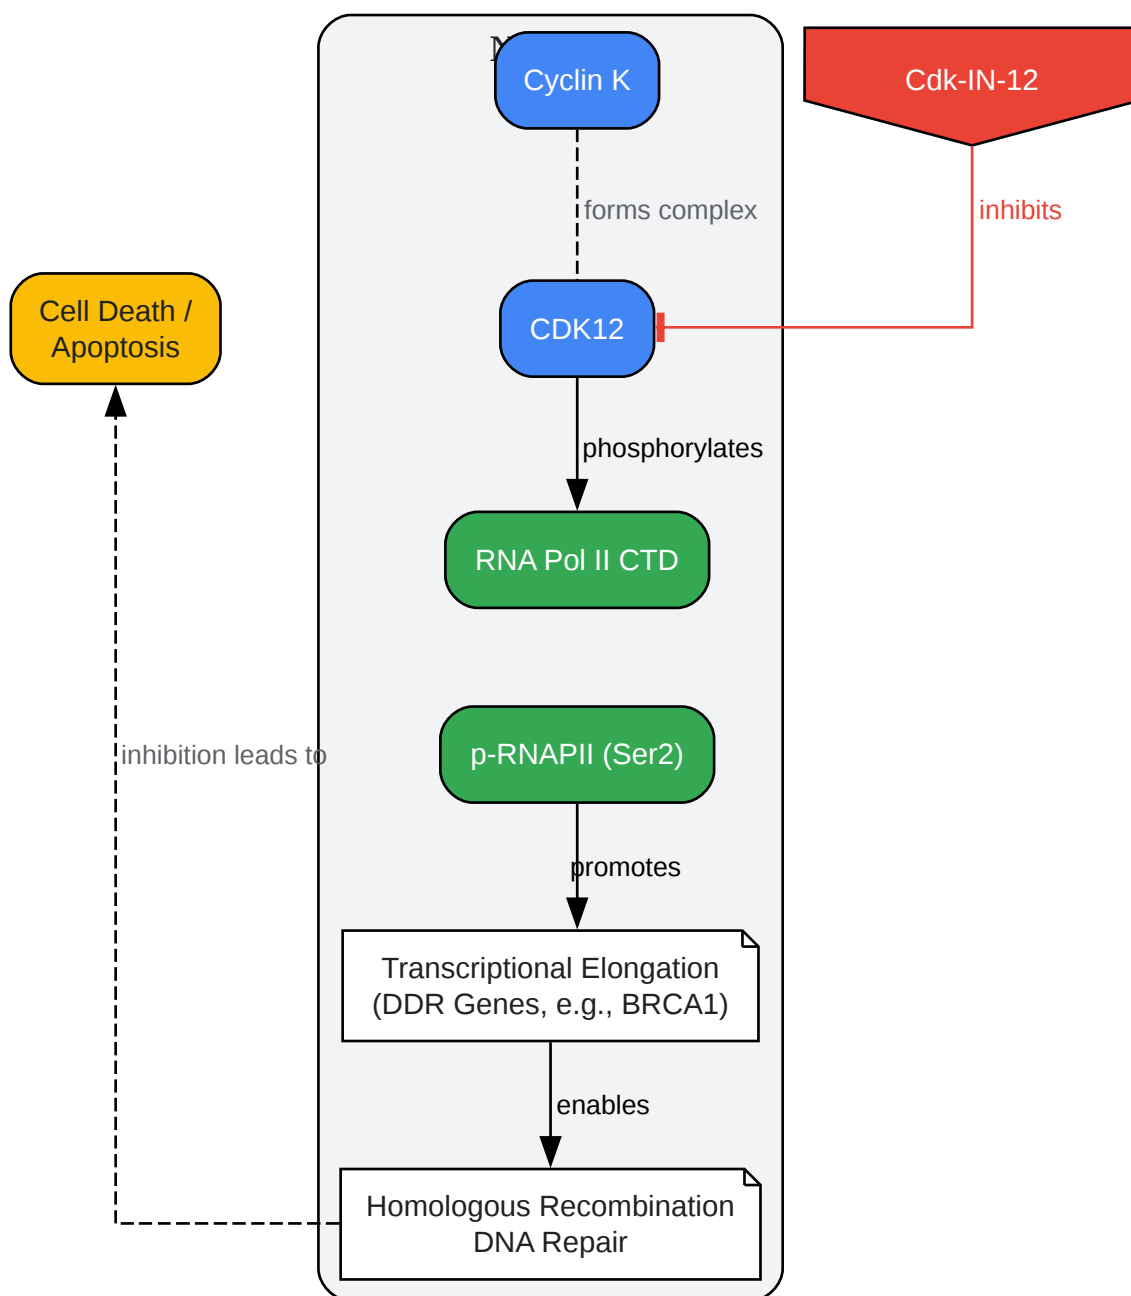 Cyclin K
Cdk-IN-12
forms complex
inhibits
Cell Death /
Apoptosis
CDK12
phosphorylates
RNA Pol II CTD
inhibition leads to
p-RNAPII (Ser2)
promotes
Transcriptional Elongation
(DDR Genes, e.g., BRCA1)
enables
Homologous Recombination
DNA Repair